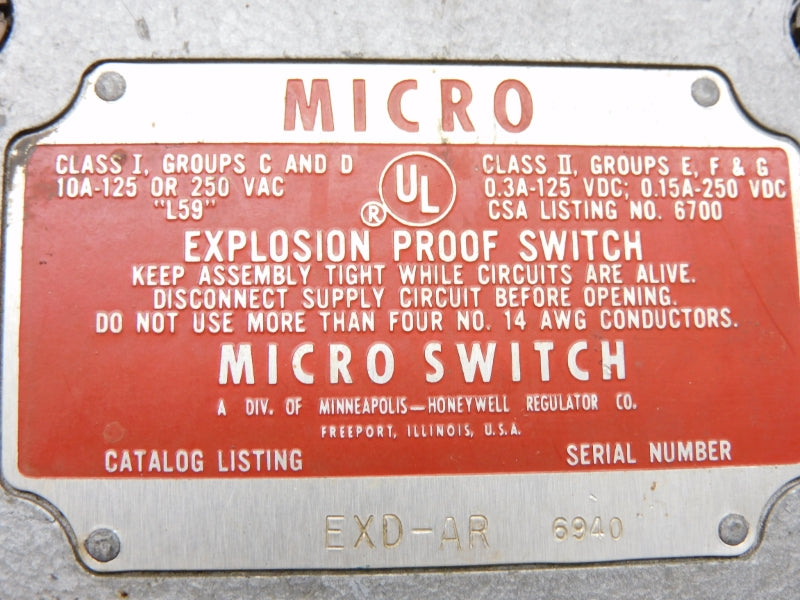 MICRO
CLASS I, GROUPS C AND D
10A-125 OR 250 VAC
"L59"
UL
®
CLASS II, GROUPS E, F & G
0.3A-125 VDC; 0.15A-250 VDC
CSA LISTING NO. 6700
EXPLOSION PROOF SWITCH
KEEP ASSEMBLY TIGHT WHILE CIRCUITS ARE ALIVE.
DISCONNECT SUPPLY CIRCUIT BEFORE OPENING.
DO NOT USE MORE THAN FOUR NO. 14 AWG CONDUCTORS.
MICRO SWITCH
A DIV. OF MINNEAPOLIS—HONEYWELL REGULATOR CO.
FREEPORT, ILLINOIS, U.S.A.
CATALOG LISTING SERIAL NUMBER
EXD-AR 6940